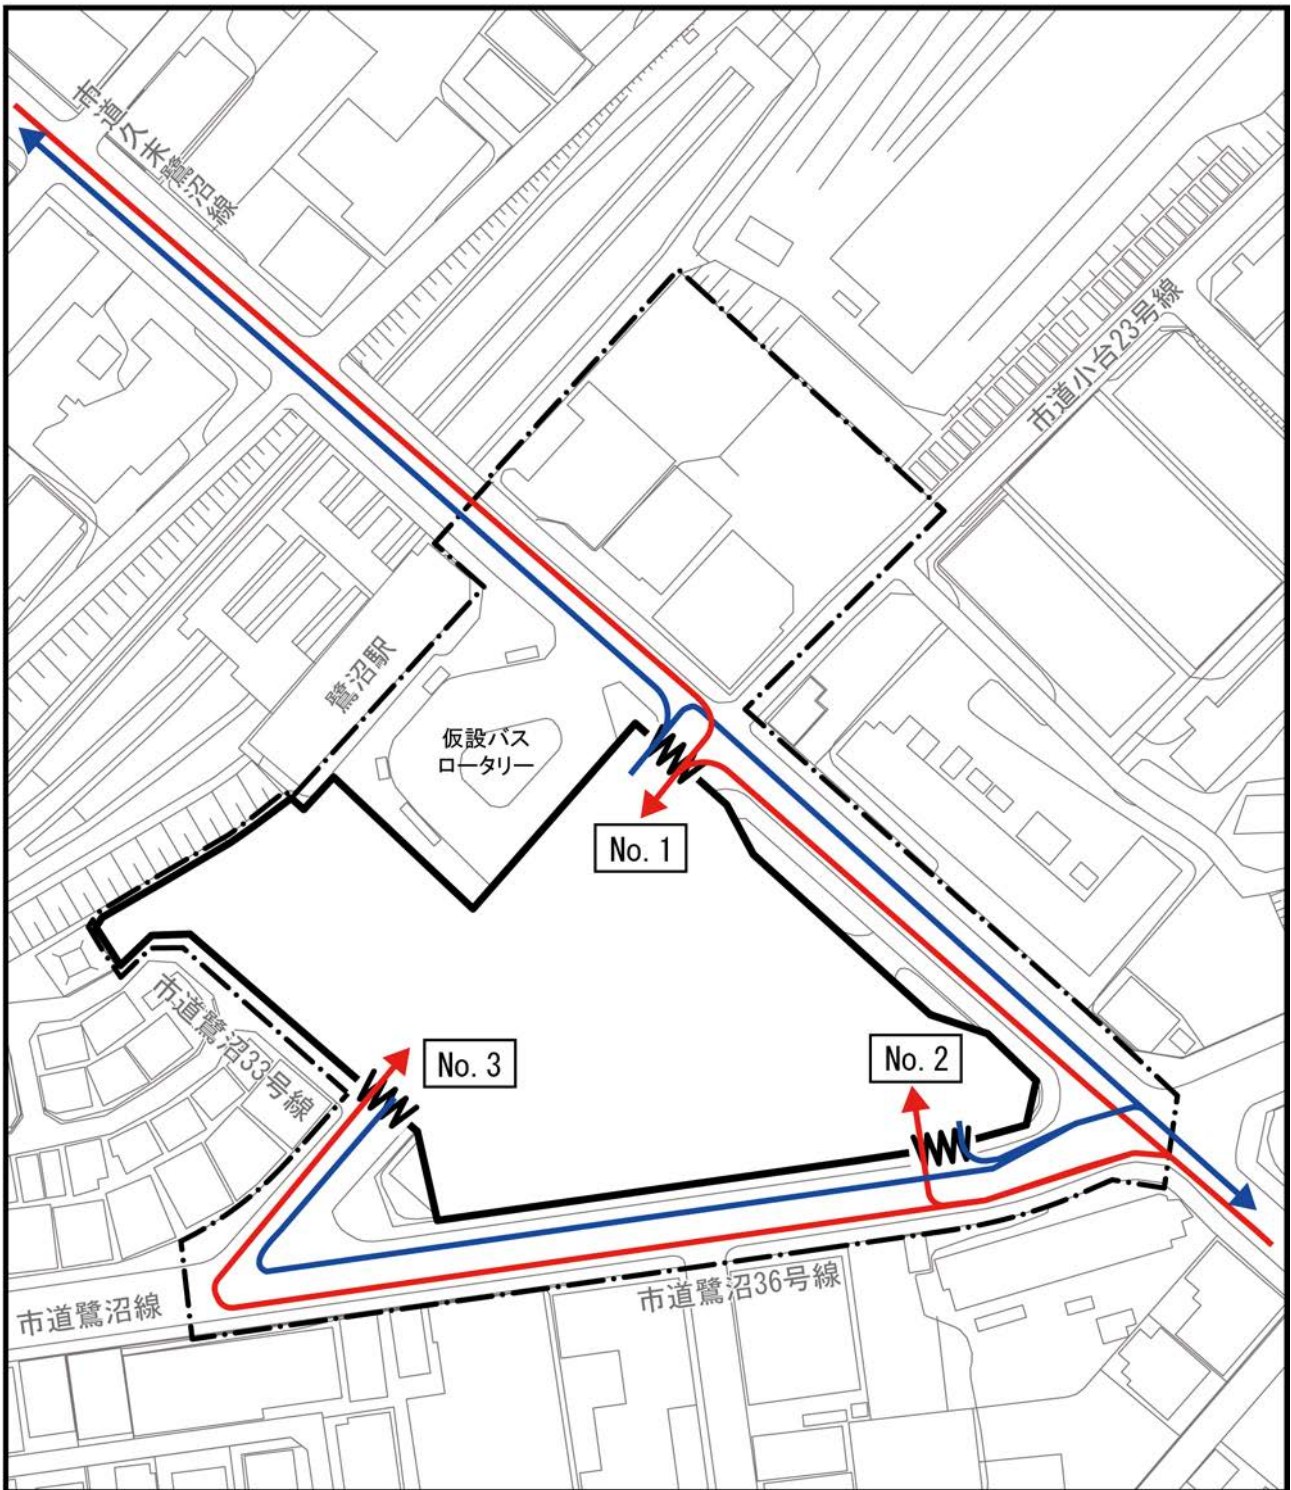 市道久末鷺沼線
市道小台23号線
鷺沼駅
仮設バス
ロータリー
No. 1
No. 2
No. 3
市道鷺沼33号線
市道鷺沼36号線
市道鷺沼線